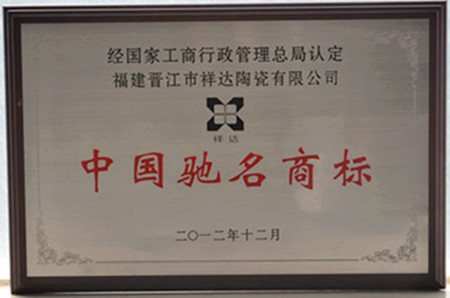 经国家工商行政管理总局认定
福建晋江市祥达陶瓷有限公司
祥达
中国驰名商标
二〇一二年十二月